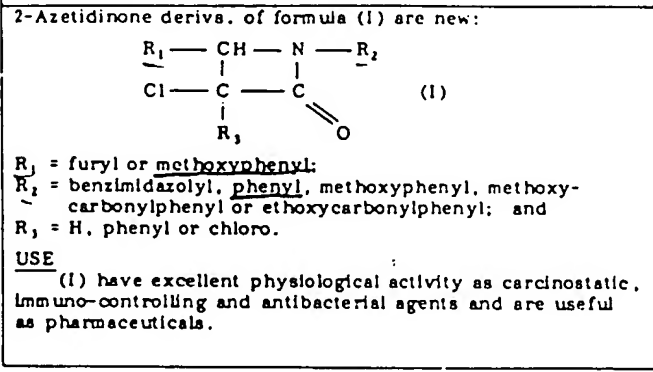 2-Azetidinone derivs. of formula (I) are new:
R₁ — CH — N — R₂
Cl — C — C (I)
R₃ O
R₁ = furyl or methoxyphenyl;
R₂ = benzimidazolyl, phenyl, methoxyphenyl, methoxy-
carbonylphenyl or ethoxycarbonylphenyl; and
R₃ = H, phenyl or chloro.
USE
(I) have excellent physiological activity as carcinostatic,
immuno-controlling and antibacterial agents and are useful
as pharmaceuticals.